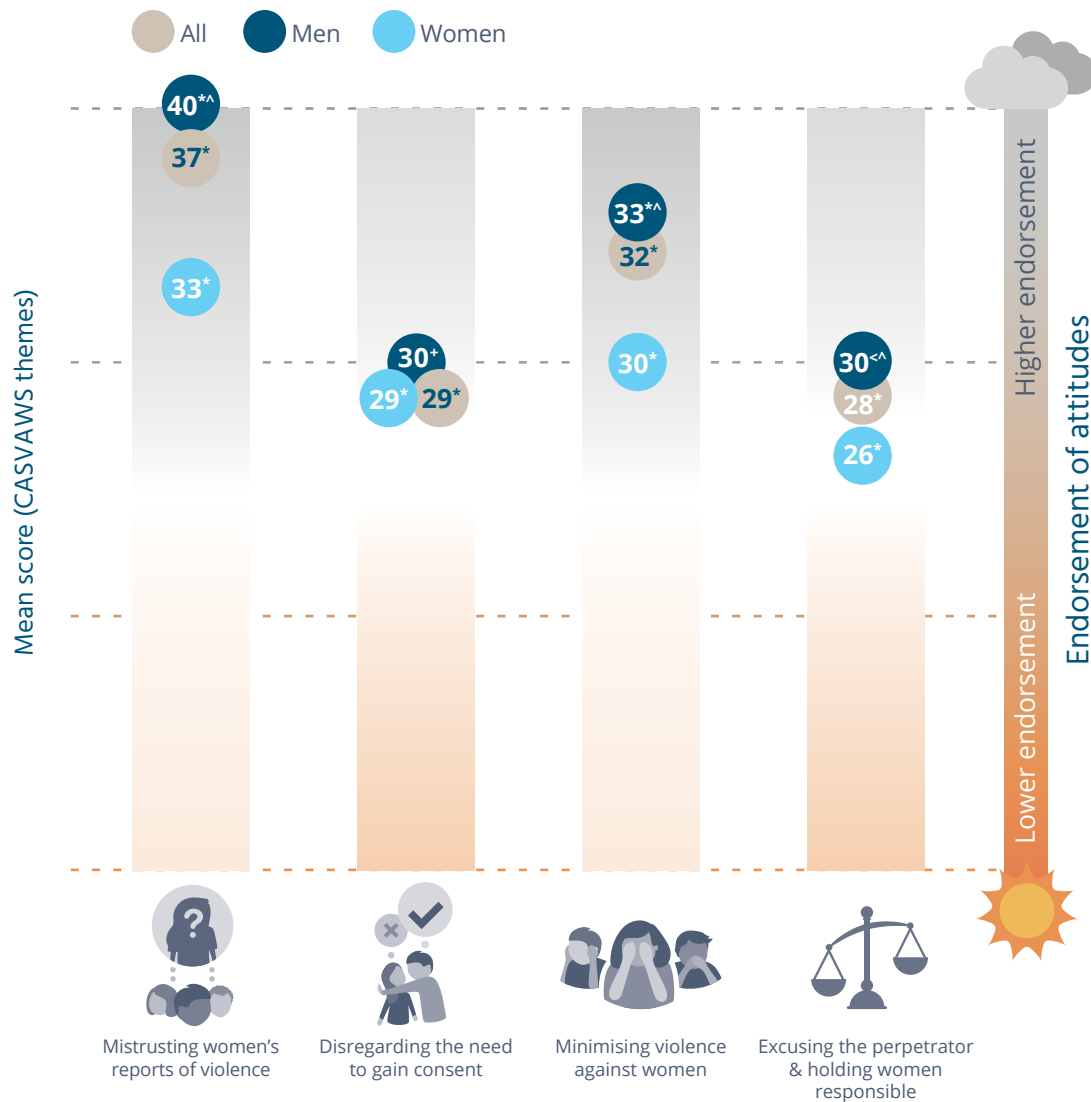 All
Men
Women
40*^
37*
33*
30+
29*
29*
33*^
32*
30*
30<^
28*
26*
Mean score (CASVAWS themes)
Higher endorsement
Lower endorsement
Endorsement of attitudes
?
Mistrusting women’s
reports of violence
Disregarding the need
to gain consent
Minimising violence
against women
Excusing the perpetrator
& holding women
responsible